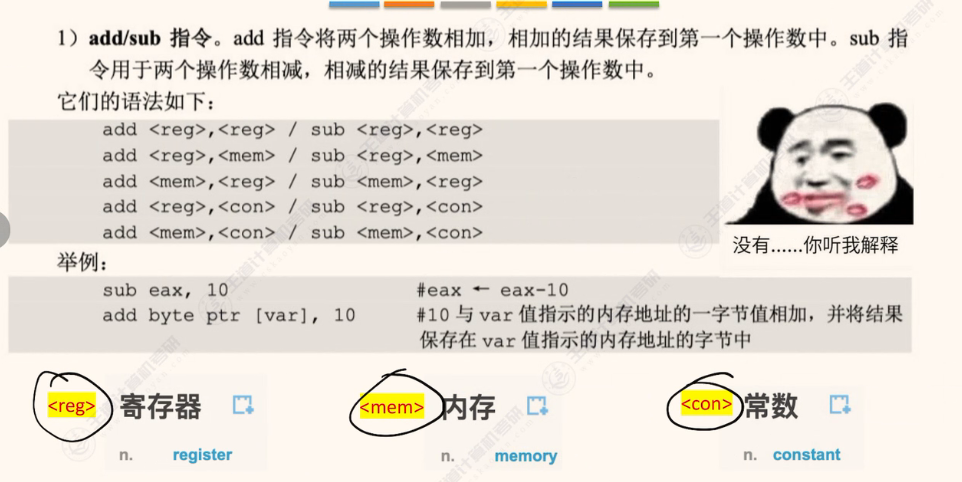 1）add/sub 指令。add 指令将两个操作数相加，相加的结果保存到第一个操作数中。sub 指
令用于两个操作数相减，相减的结果保存到第一个操作数中。
它们的语法如下：
add <reg>,<reg> / sub <reg>,<reg>
add <reg>,<mem> / sub <reg>,<mem>
add <mem>,<reg> / sub <mem>,<reg>
add <reg>,<con> / sub <reg>,<con>
add <mem>,<con> / sub <mem>,<con>
没有......你听我解释
举例：
sub eax, 10 #eax ← eax-10
add byte ptr [var], 10 #10 与 var 值指示的内存地址的一字节值相加，并将结果
保存在 var 值指示的内存地址的字节中
<reg> 寄存器 <mem> 内存 <con> 常数
n. register n. memory n. constant